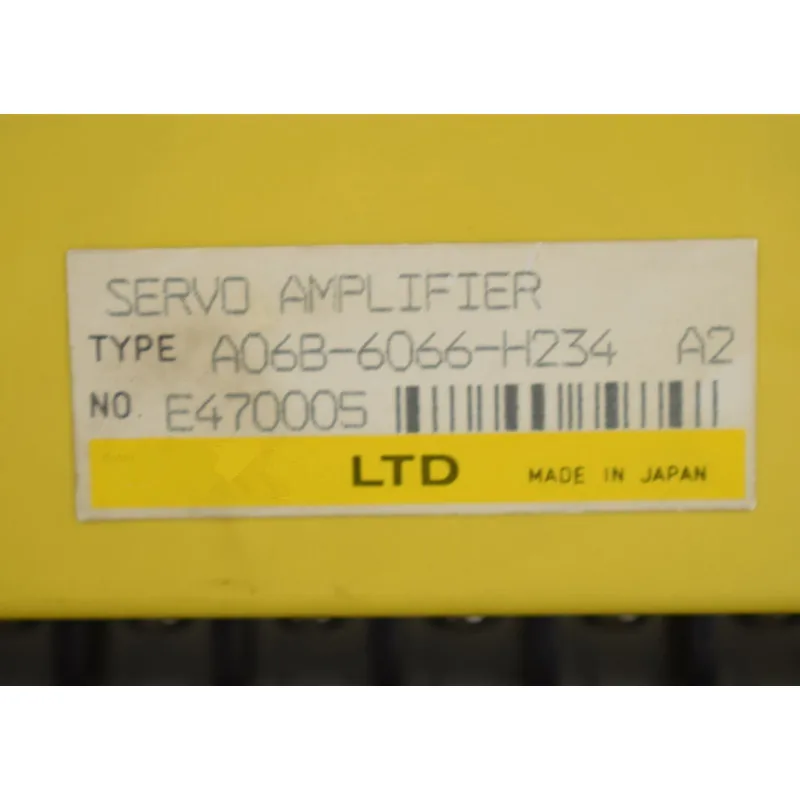 SERVO AMPLIFIER
TYPE A06B-6066-H234 A2
NO. E470005
LTD MADE IN JAPAN